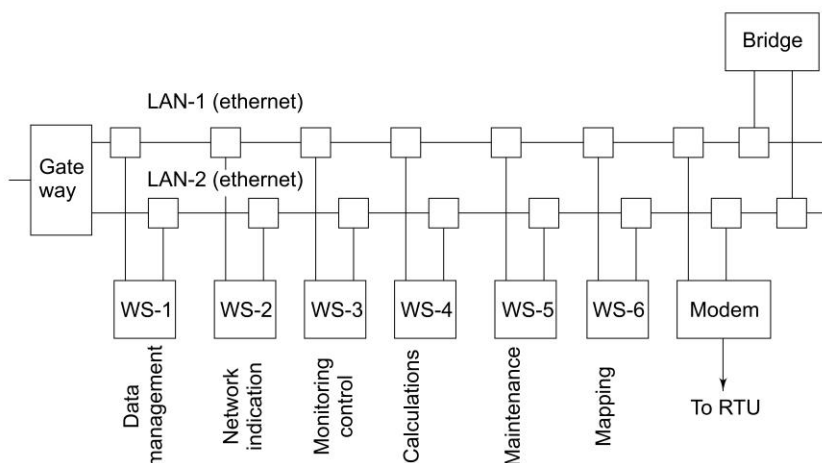 Bridge
LAN-1 (ethernet)
Gate
way
LAN-2 (ethernet)
WS-1
WS-2
WS-3
WS-4
WS-5
WS-6
Modem
Data
management
Network
indication
Monitoring
control
Calculations
Maintenance
Mapping
To RTU